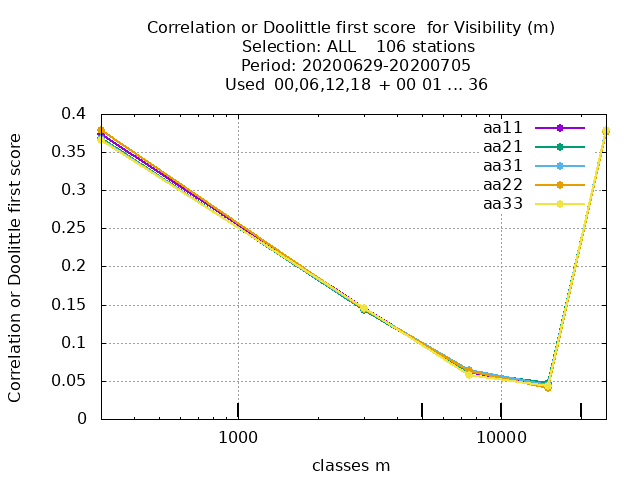 Correlation or Doolittle first score  for Visibility (m)
Selection: ALL    106 stations
Period: 20200629-20200705
Used  00,06,12,18 + 00 01 ... 36
Correlation or Doolittle first score
0.4
0.35
0.3
0.25
0.2
0.15
0.1
0.05
0
aa11
aa21
aa31
aa22
aa33
1000
10000
classes m